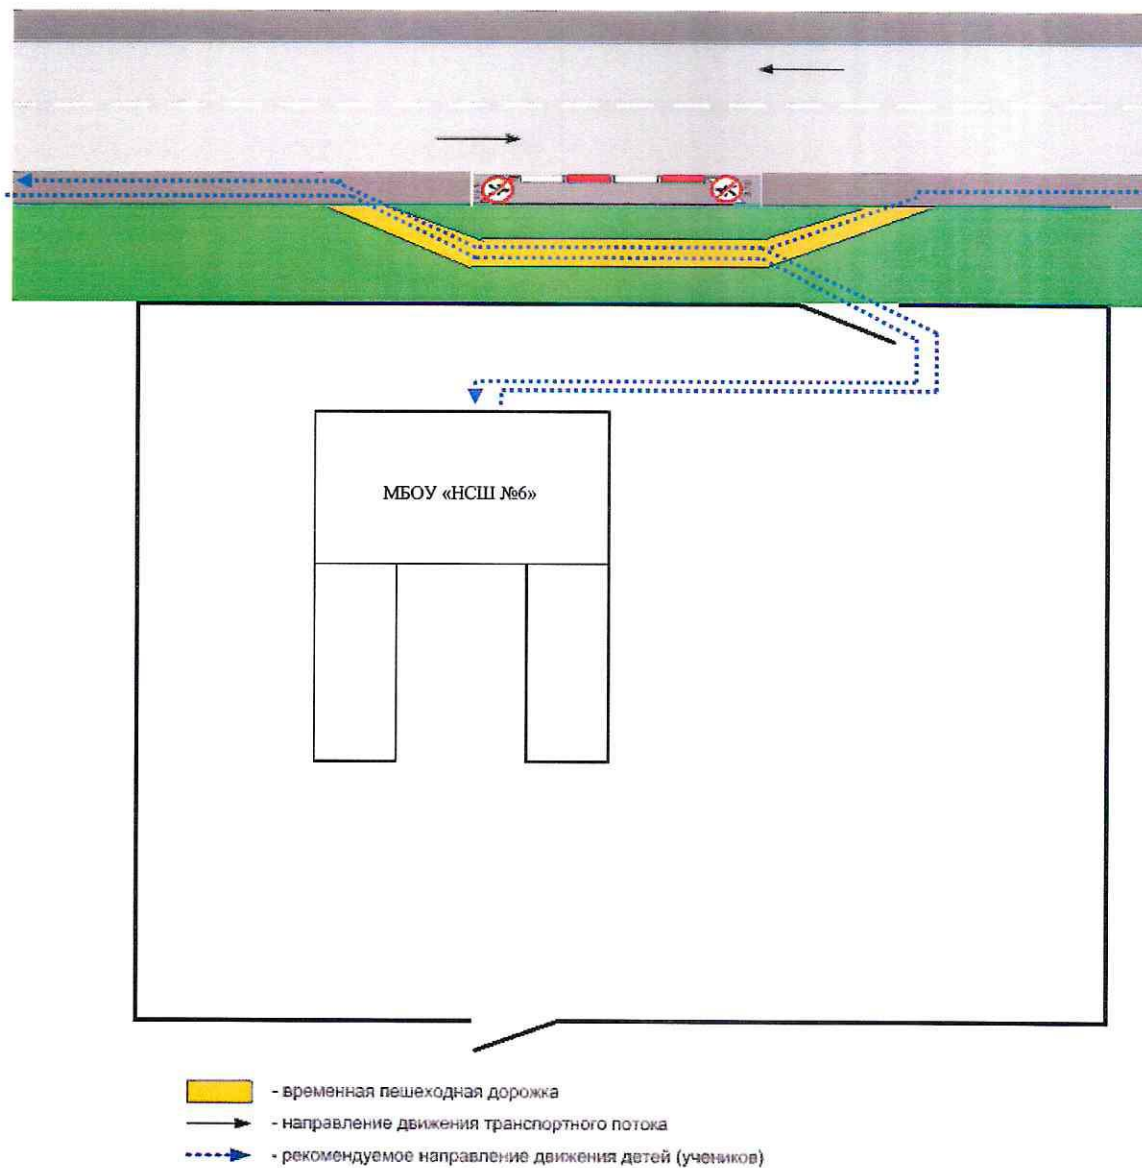 МБОУ «НСШ №6»
- временная пешеходная дорожка
- направление движения транспортного потока
- рекомендуемое направление движения детей (учеников)